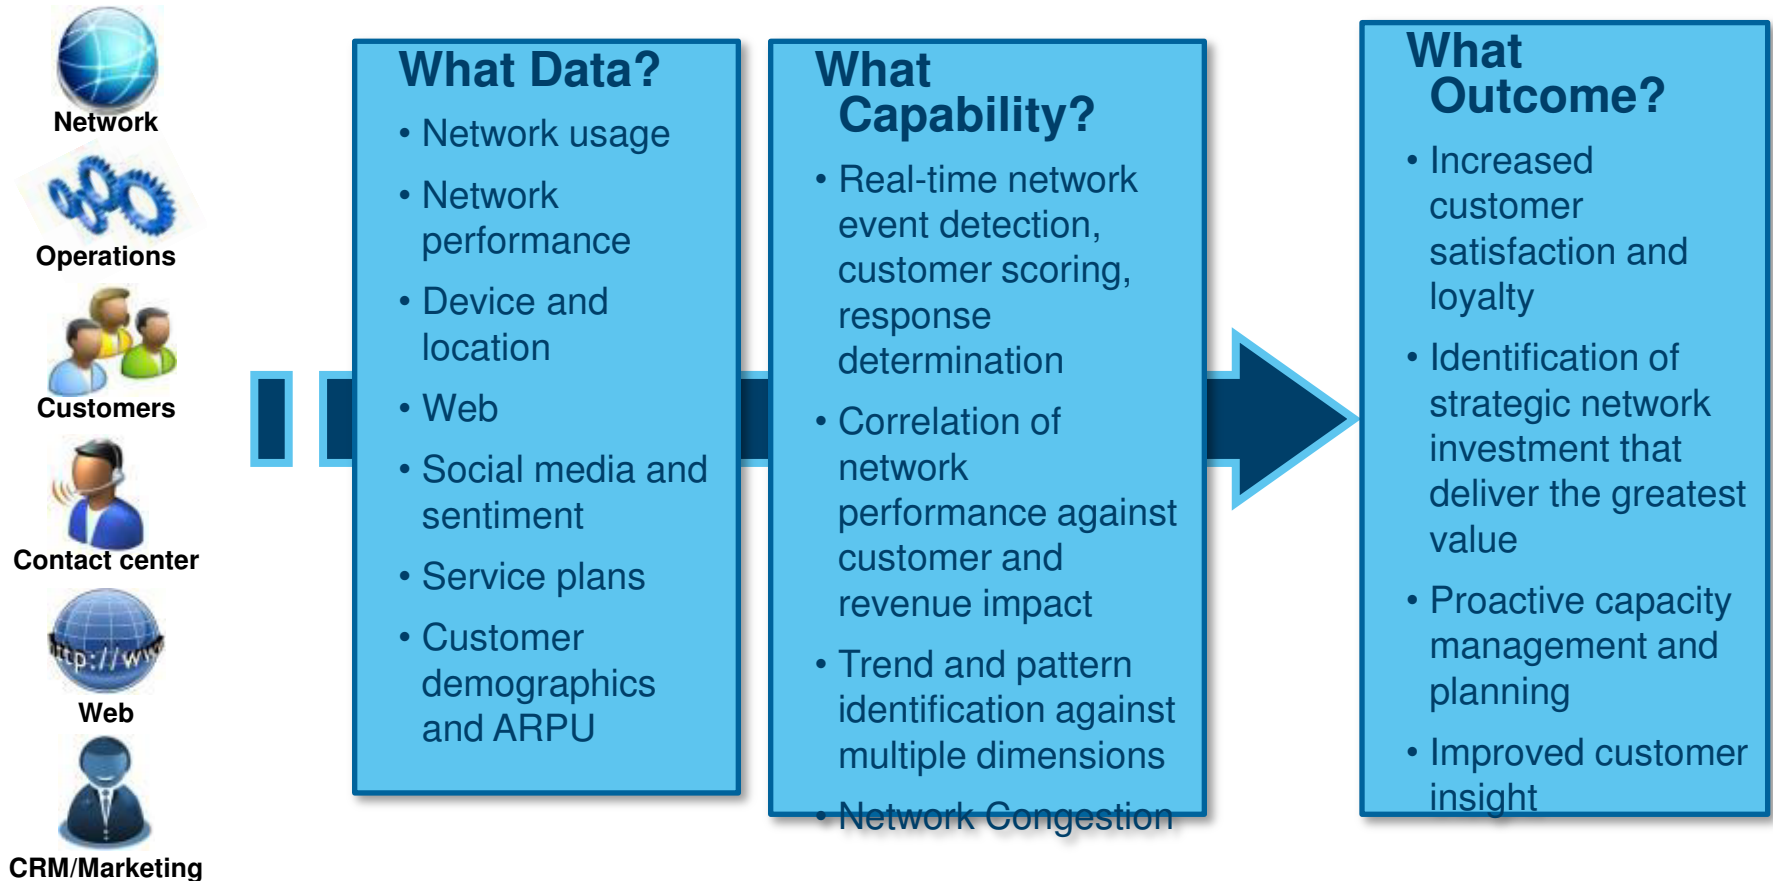 Network
Operations
Customers
Contact center
http://ww
Web
CRM/Marketing
What Data?
• Network usage
• Network
performance
• Device and
location
• Web
• Social media and
sentiment
• Service plans
• Customer
demographics
and ARPU
What
Capability?
• Real-time network
event detection,
customer scoring,
response
determination
• Correlation of
network
performance against
customer and
revenue impact
• Trend and pattern
identification against
multiple dimensions
• Network Congestion
What
Outcome?
• Increased
customer
satisfaction and
loyalty
• Identification of
strategic network
investment that
deliver the greatest
value
• Proactive capacity
management and
planning
• Improved customer
insight